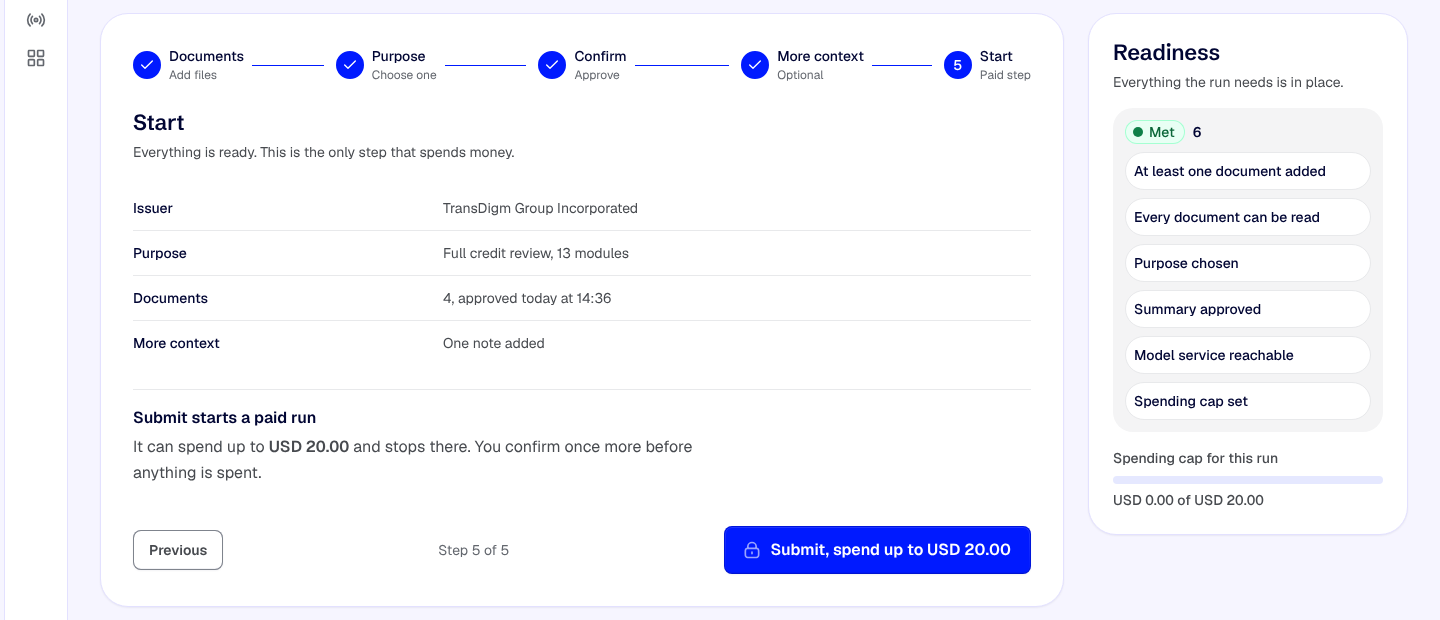 Documents
Add files
Purpose
Choose one
Confirm
Approve
More context
Optional
5
Start
Paid step
Start
Everything is ready. This is the only step that spends money.
Issuer TransDigm Group Incorporated
Purpose Full credit review, 13 modules
Documents 4, approved today at 14:36
More context One note added
Submit starts a paid run
It can spend up to USD 20.00 and stops there. You confirm once more before
anything is spent.
Previous
Step 5 of 5
Submit, spend up to USD 20.00
Readiness
Everything the run needs is in place.
Met 6
At least one document added
Every document can be read
Purpose chosen
Summary approved
Model service reachable
Spending cap set
Spending cap for this run
USD 0.00 of USD 20.00